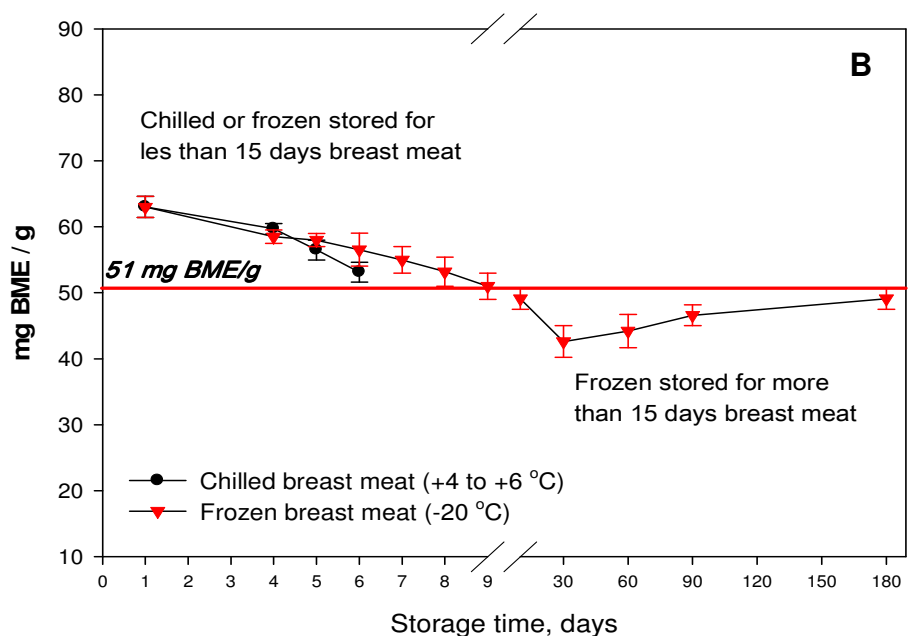 B
Chilled or frozen stored for
less than 15 days breast meat
51 mg BME/g
Frozen stored for more
than 15 days breast meat
Chilled breast meat (+4 to +6 °C)
Frozen breast meat (-20 °C)
mg BME / g
90
80
70
60
50
40
30
20
10
0 1 4 5 6 7 8 9 30 60 90 120 150 180
Storage time, days